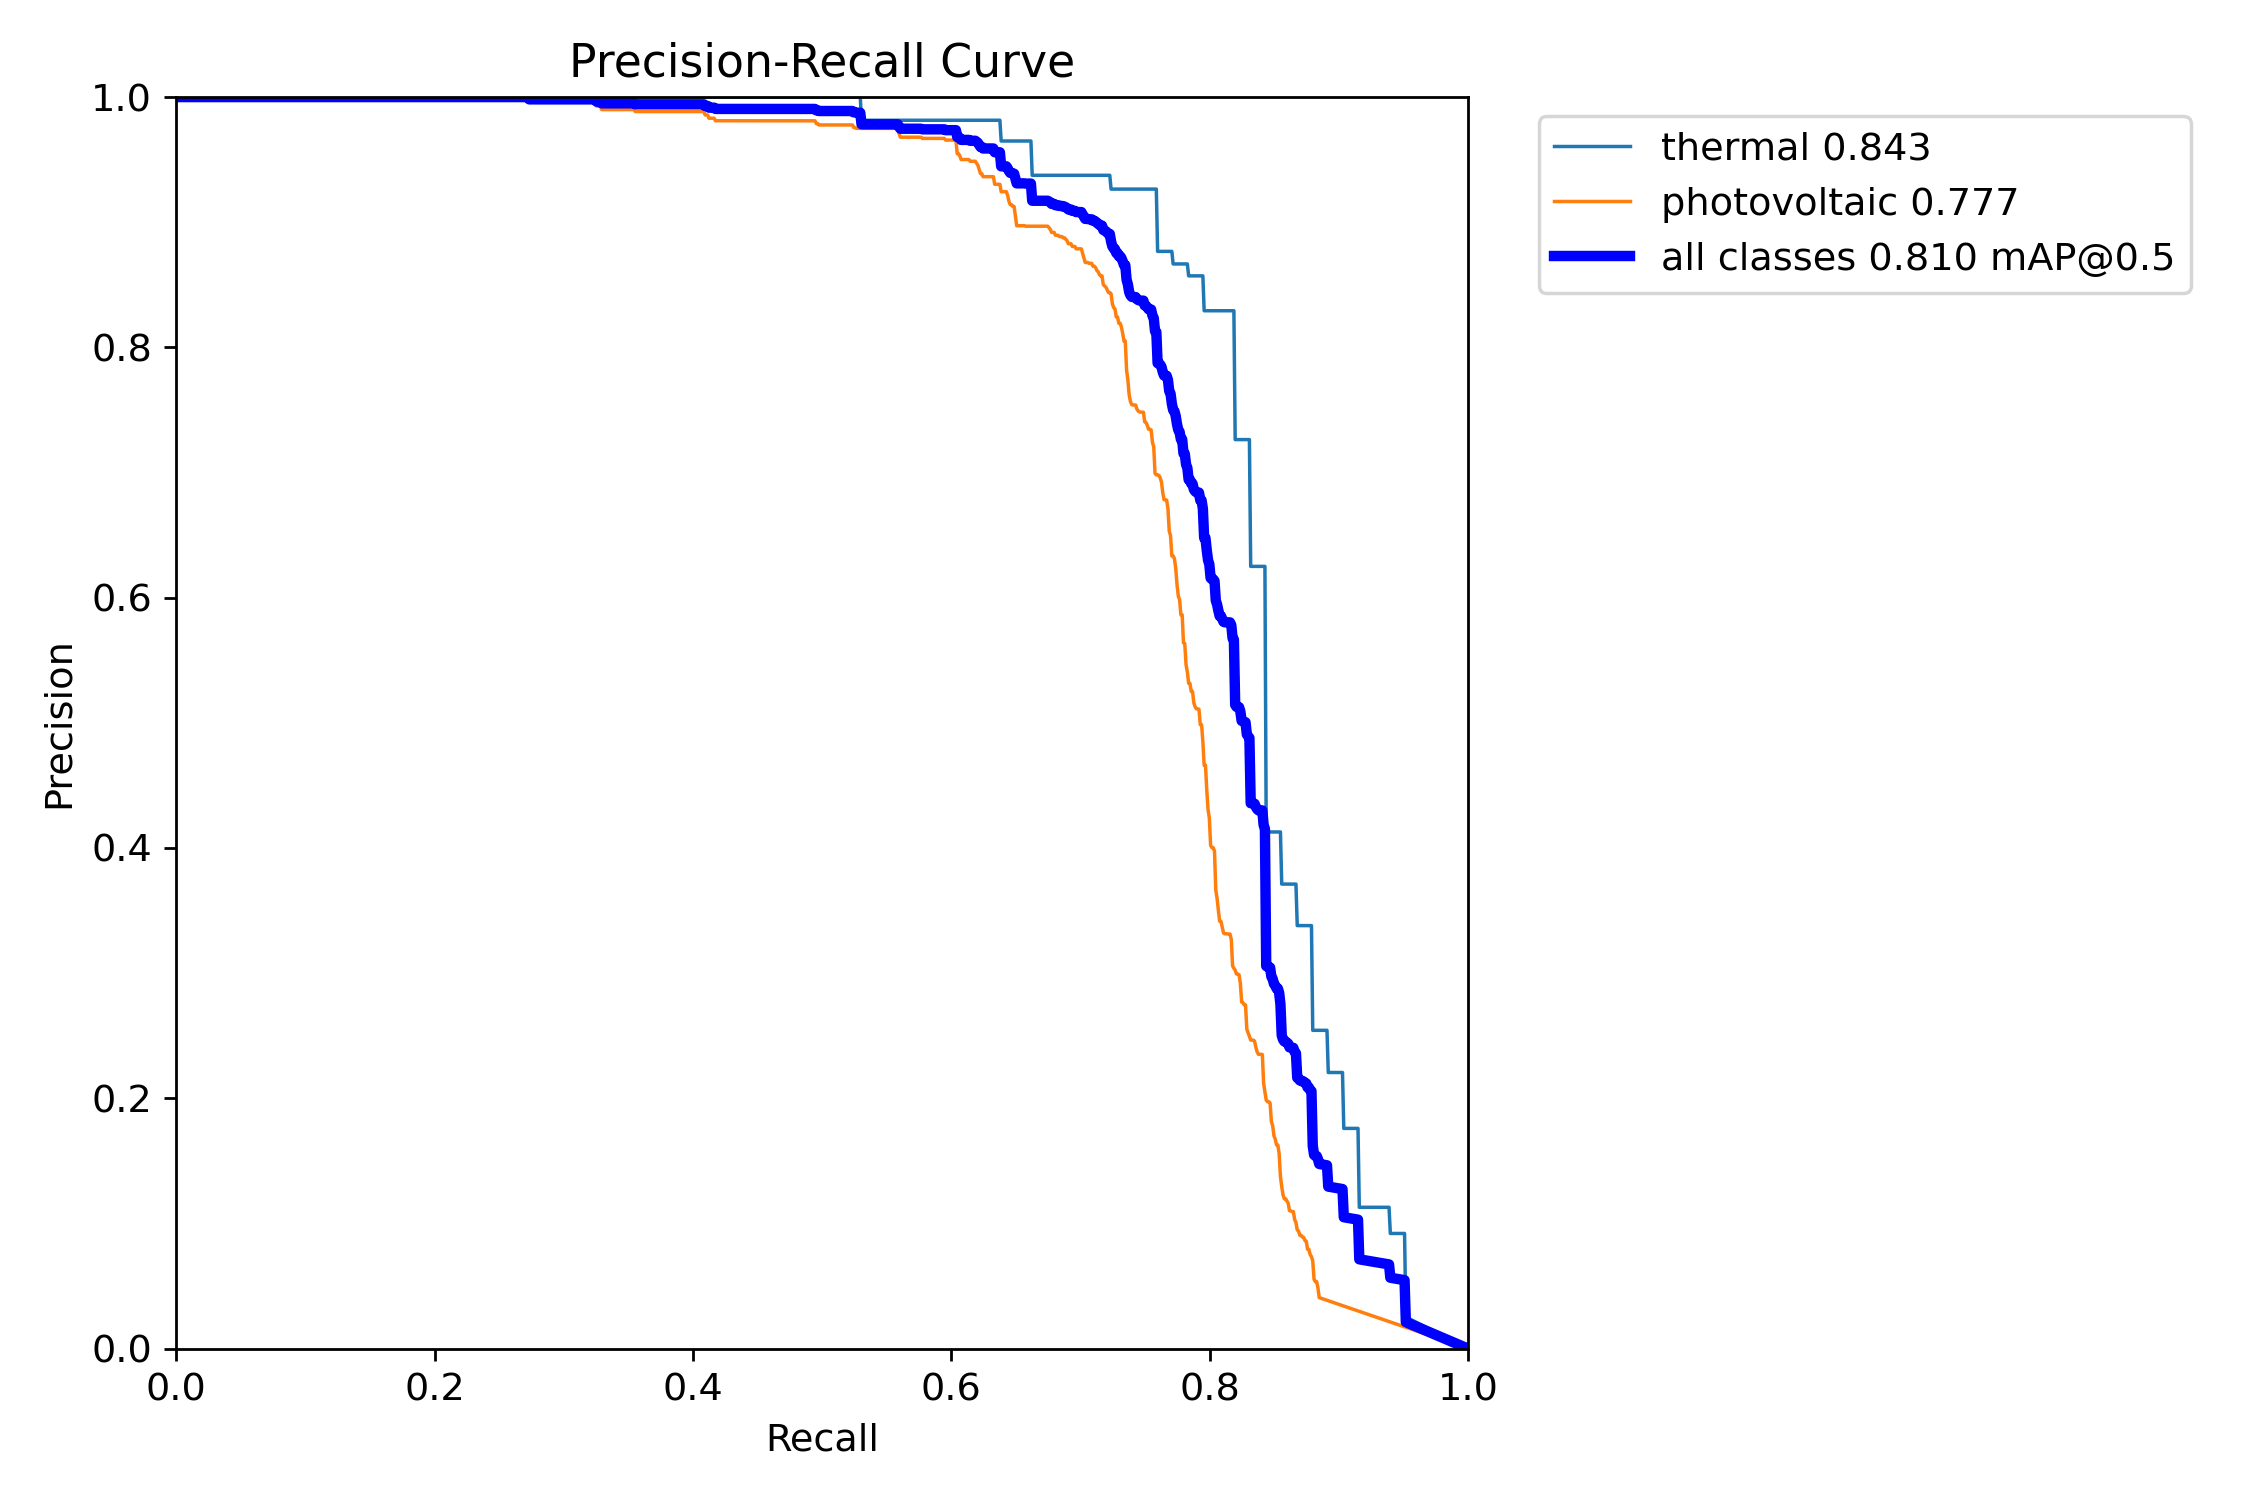 Precision-Recall Curve
thermal 0.843
photovoltaic 0.777
all classes 0.810 mAP@0.5
Precision
1.0
0.8
0.6
0.4
0.2
0.0
0.0 0.2 0.4 0.6 0.8 1.0
Recall